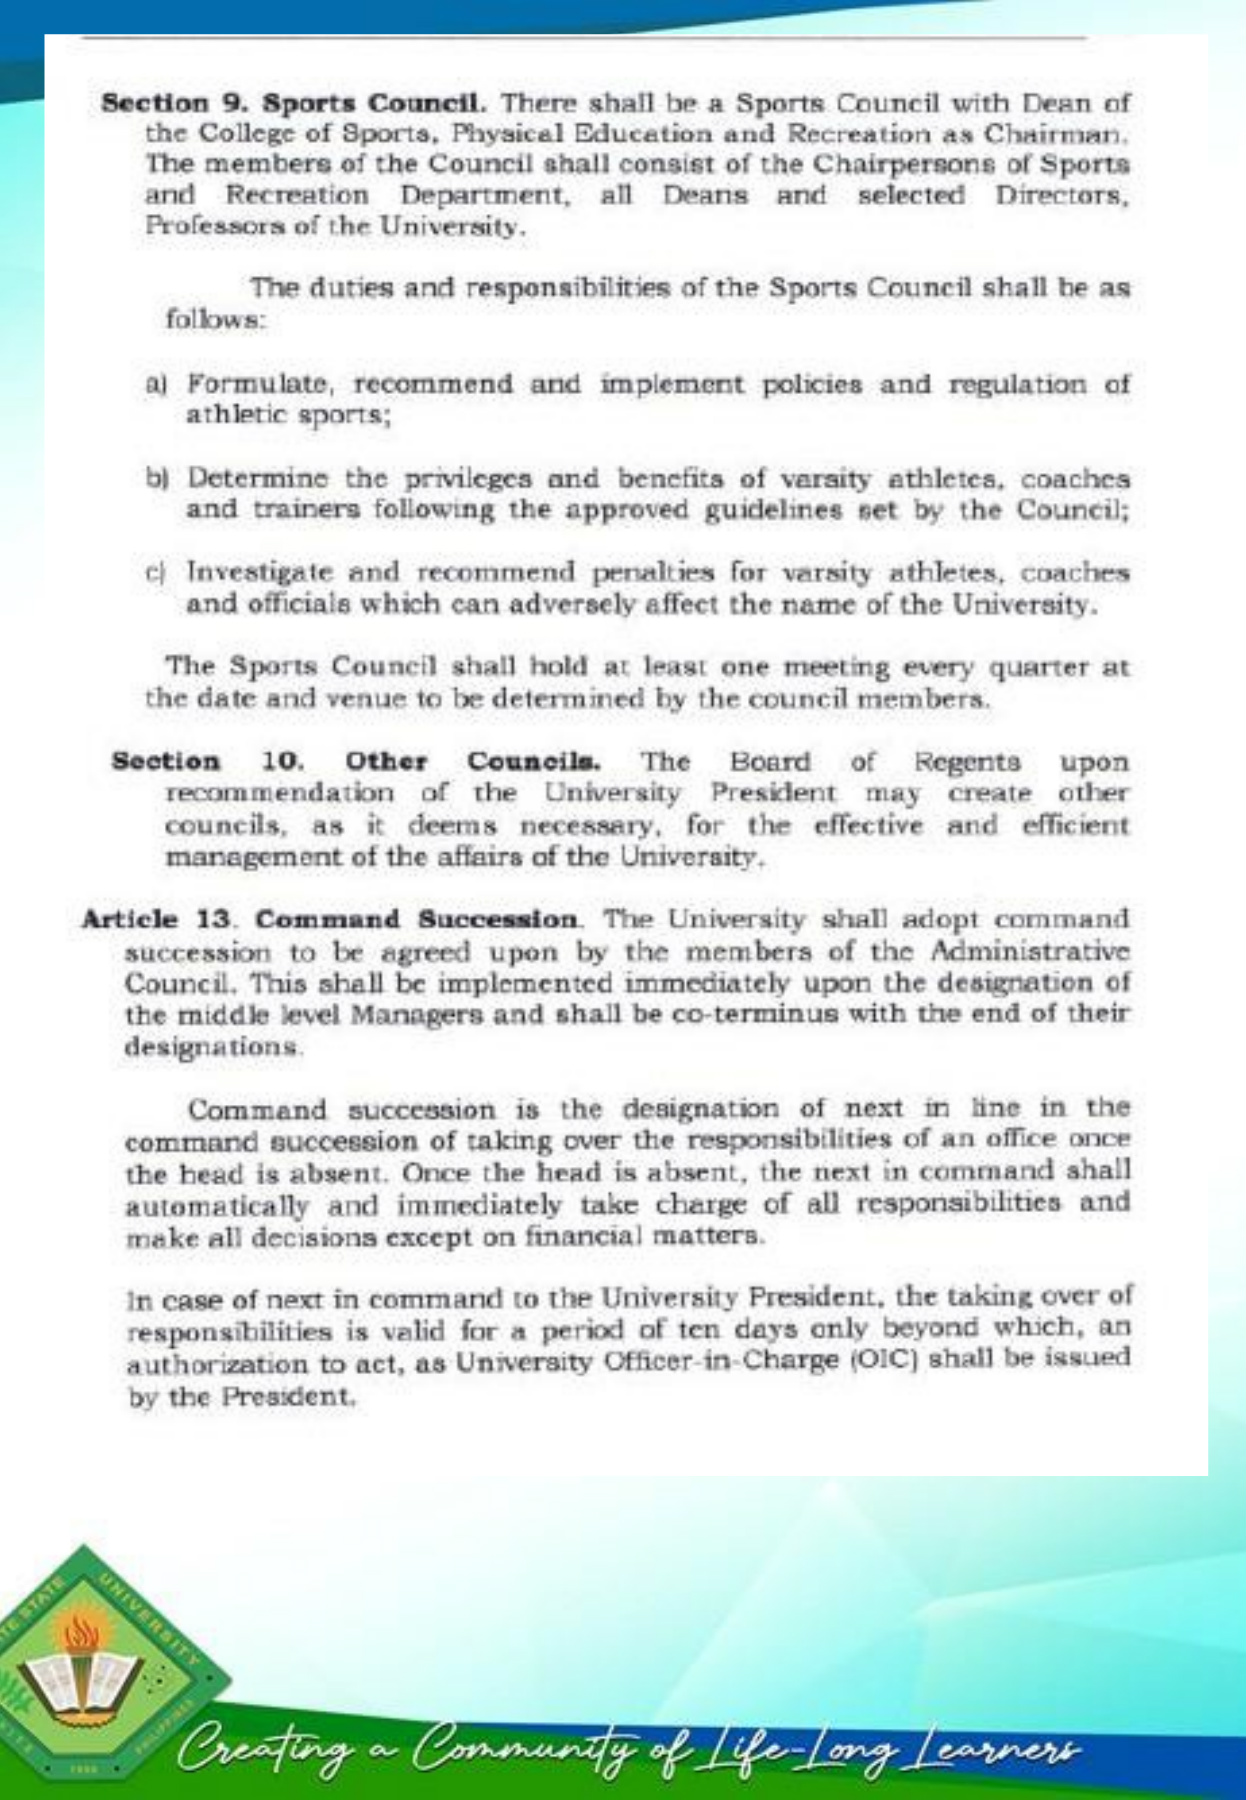 Section 9. Sports Council. There shall be a Sports Council with Dean of
the College of Sports, Physical Education and Recreation as Chairman.
The members of the Council shall consist of the Chairpersons of Sports
and Recreation Department, all Deans and selected Directors,
Professors of the University.
The duties and responsibilities of the Sports Council shall be as
follows:
a) Formulate, recommend and implement policies and regulation of
athletic sports;
b) Determine the privileges and benefits of varsity athletes, coaches
and trainers following the approved guidelines set by the Council;
c) Investigate and recommend penalties for varsity athletes, coaches
and officials which can adversely affect the name of the University.
The Sports Council shall hold at least one meeting every quarter at
the date and venue to be determined by the council members.
Section 10. Other Councils. The Board of Regents upon
recommendation of the University President may create other
councils, as it deems necessary, for the effective and efficient
management of the affairs of the University.
Article 13. Command Succession. The University shall adopt command
succession to be agreed upon by the members of the Administrative
Council. This shall be implemented immediately upon the designation of
the middle level Managers and shall be co-terminus with the end of their
designations.
Command succession is the designation of next in line in the
command succession of taking over the responsibilities of an office once
the head is absent. Once the head is absent, the next in command shall
automatically and immediately take charge of all responsibilities and
make all decisions except on financial matters.
In case of next in command to the University President, the taking over of
responsibilities is valid for a period of ten days only beyond which, an
authorization to act, as University Officer-in-Charge (OIC) shall be issued
by the President.
STATE UNIVERSITY
PHILIPPINES
Creating a Community of Life-Long Learners